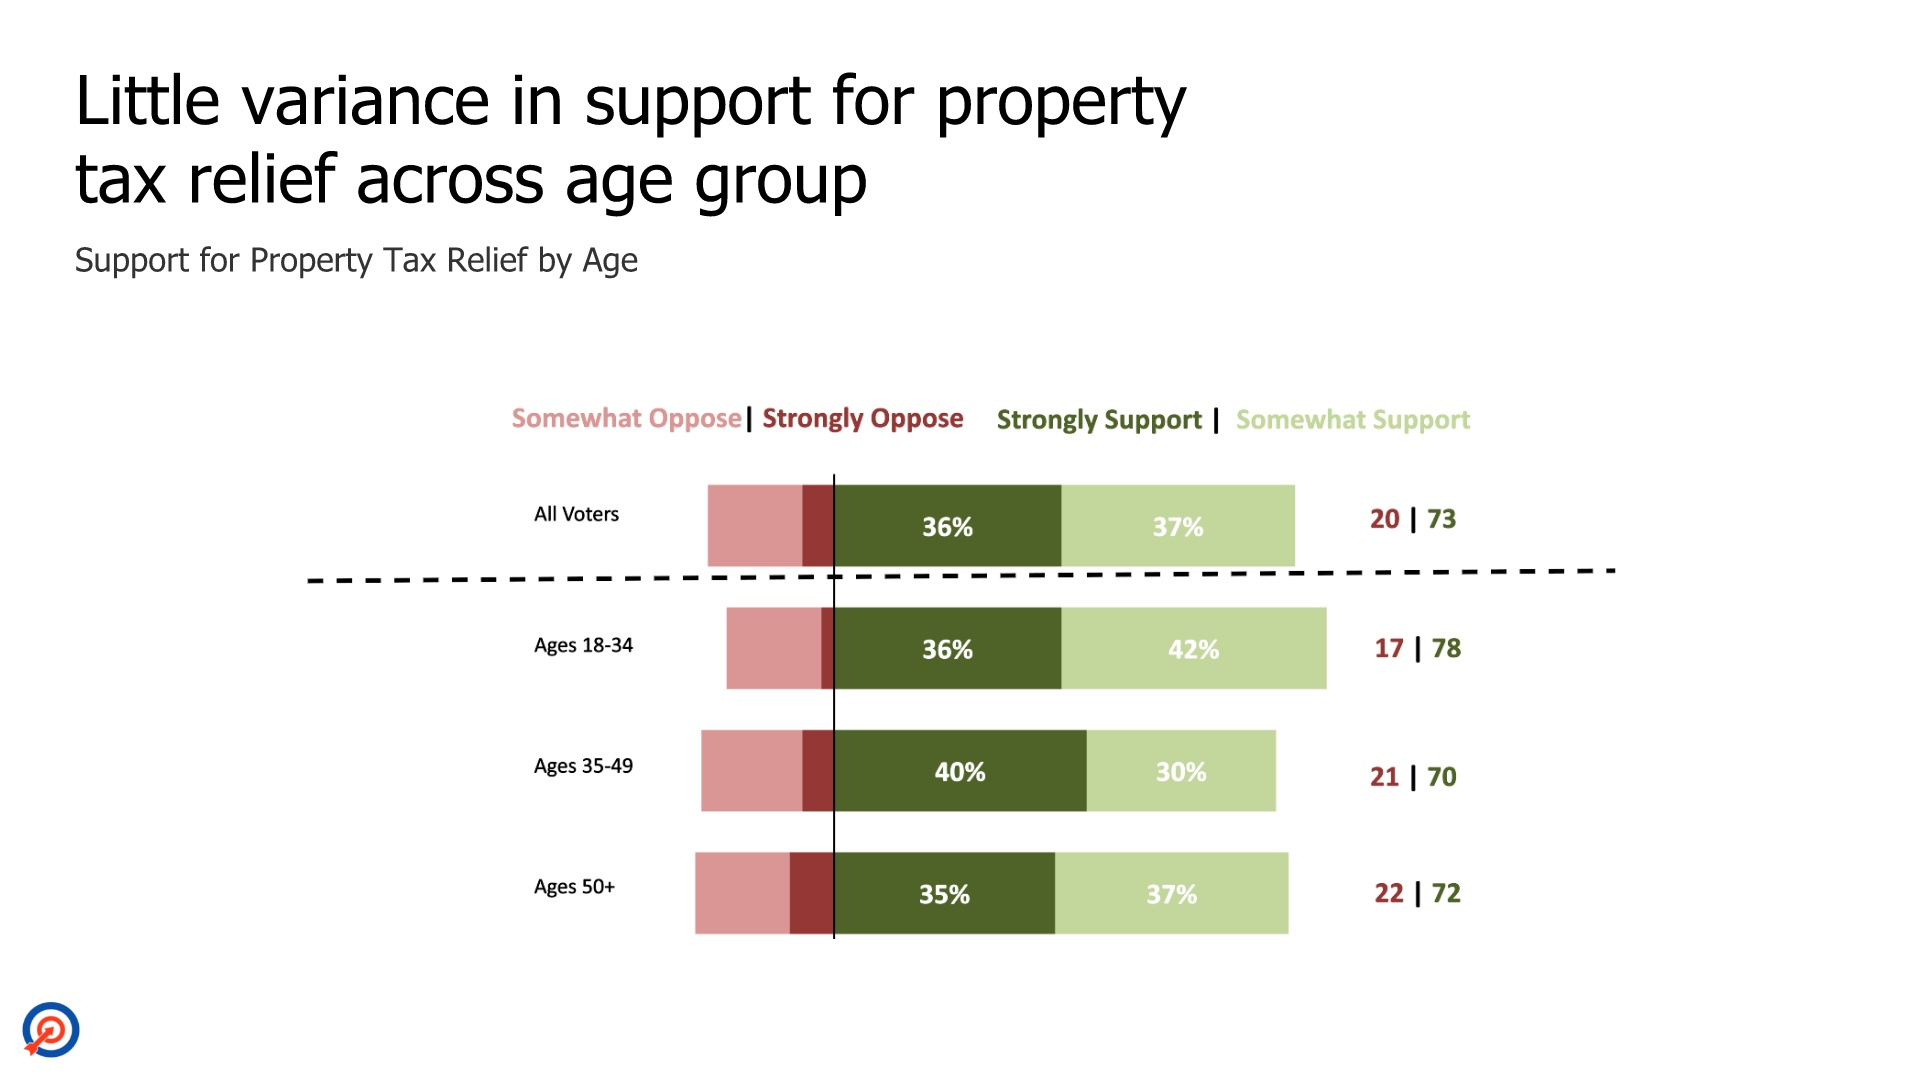 Little variance in support for property
tax relief across age group
Support for Property Tax Relief by Age
Somewhat Oppose | Strongly Oppose Strongly Support | Somewhat Support
All Voters 36% 37% 20 | 73
Ages 18-34 36% 42% 17 | 78
Ages 35-49 40% 30% 21 | 70
Ages 50+ 35% 37% 22 | 72